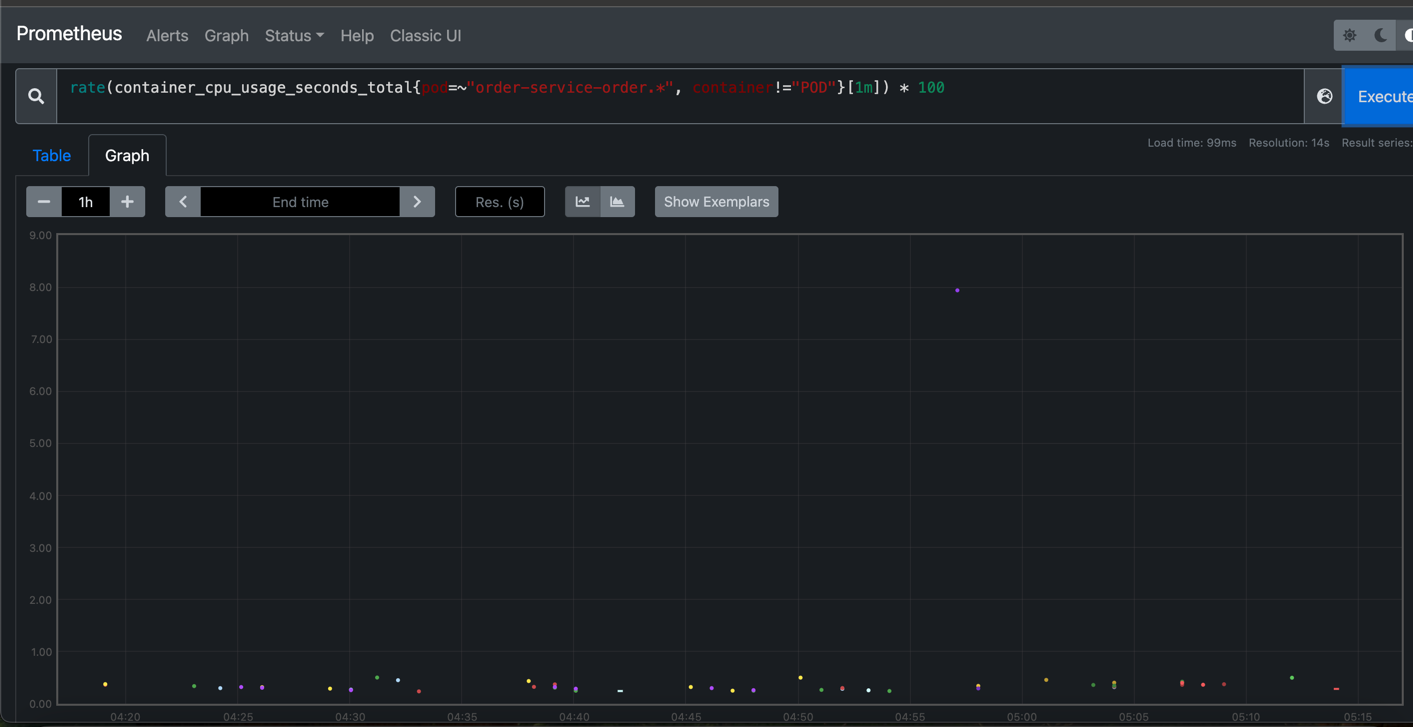 Prometheus Alerts Graph Status Help Classic UI
rate(container_cpu_usage_seconds_total{pod=~"order-service-order.*", container!="POD"}[1m]) * 100
Execute
Load time: 99ms Resolution: 14s Result series:
Table Graph
− 1h + End time Res. (s) Show Exemplars
9.00
8.00
7.00
6.00
5.00
4.00
3.00
2.00
1.00
0.00
04:20 04:25 04:30 04:35 04:40 04:45 04:50 04:55 05:00 05:05 05:10 05:15